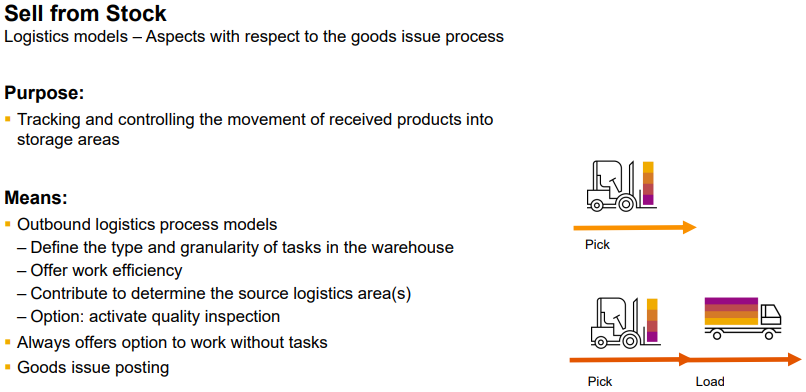 Sell from Stock
Logistics models – Aspects with respect to the goods issue process
Purpose:
▪ Tracking and controlling the movement of received products into
storage areas
Means:
▪ Outbound logistics process models
– Define the type and granularity of tasks in the warehouse
– Offer work efficiency
– Contribute to determine the source logistics area(s)
– Option: activate quality inspection
▪ Always offers option to work without tasks
▪ Goods issue posting
Pick
Pick
Load